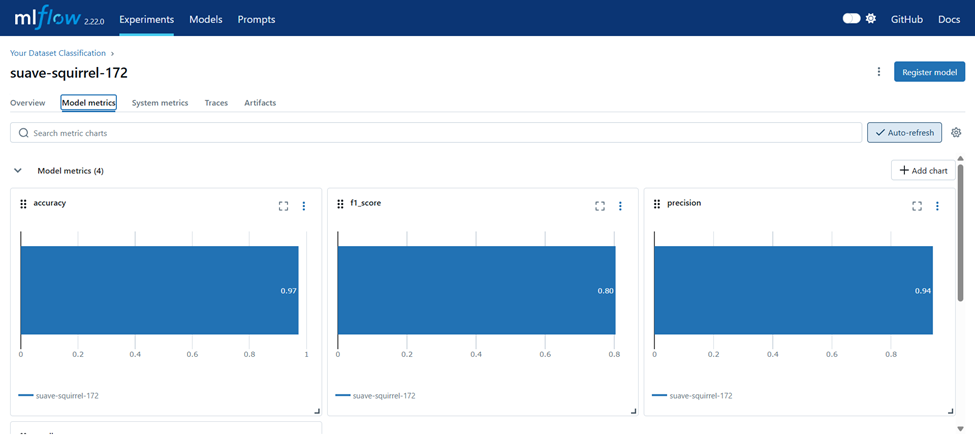 mlflow 2.22.0 Experiments Models Prompts GitHub Docs
Your Dataset Classification
suave-squirrel-172
Register model
Overview Model metrics System metrics Traces Artifacts
Search metric charts
Auto-refresh
Model metrics (4)
Add chart
accuracy
0.97
0 0.2 0.4 0.6 0.8 1
suave-squirrel-172
f1_score
0.80
0 0.2 0.4 0.6 0.8
suave-squirrel-172
precision
0.94
0 0.2 0.4 0.6 0.8
suave-squirrel-172